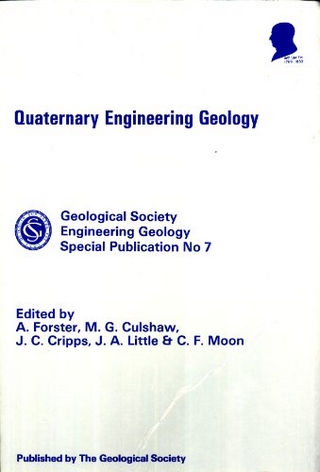 Quaternary Engineering Geology
Geological Society
Engineering Geology
Special Publication No 7
Edited by
A. Forster, M. G. Culshaw,
J. C. Cripps, J. A. Little & C. F. Moon
Published by The Geological Society